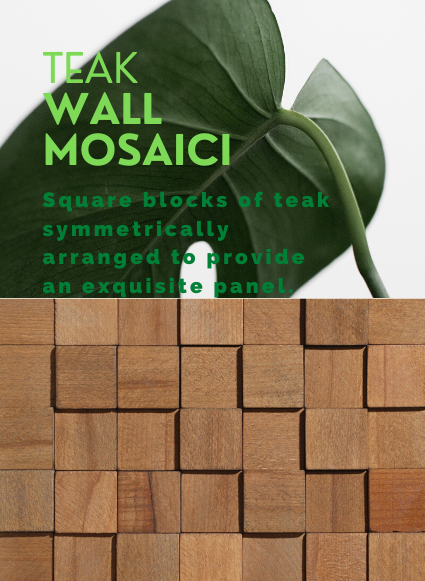 TEAK
WALL
MOSAICI
Square blocks of teak
symmetrically
arranged to provide
an exquisite panel.